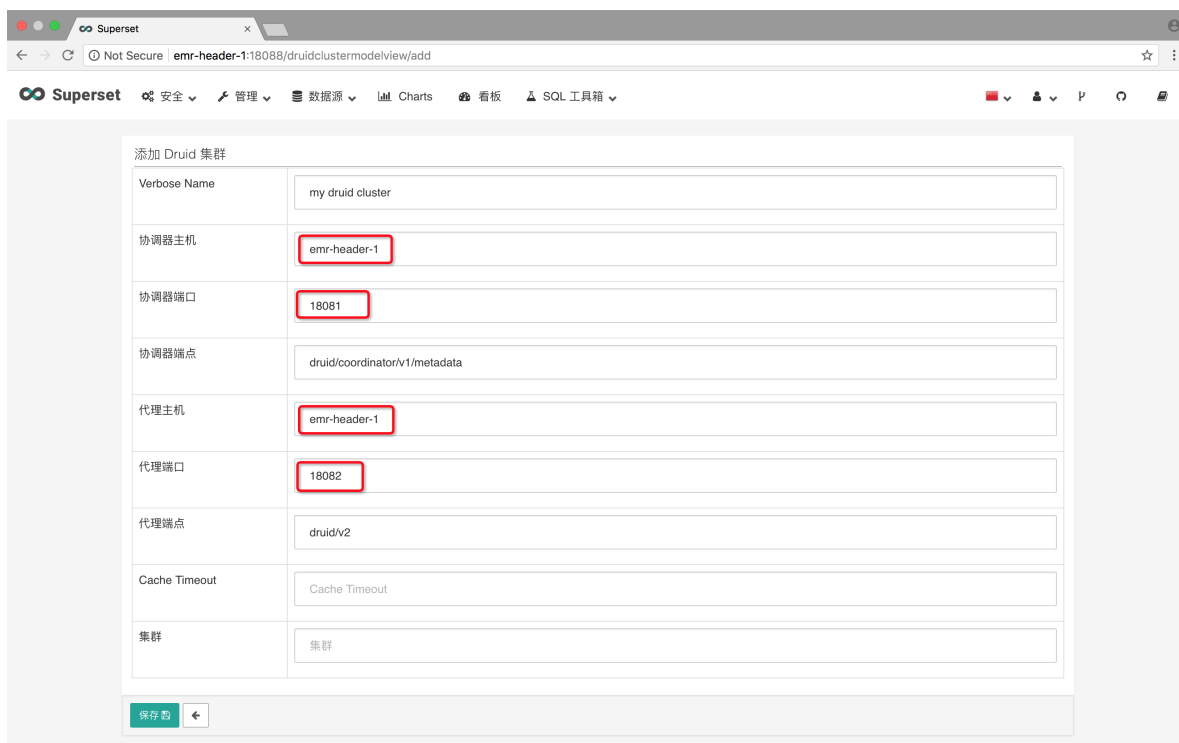 Superset
Not Secure emr-header-1:18088/druidclustermodelview/add
Superset 安全 管理 数据源 Charts 看板 SQL 工具箱
添加 Druid 集群
Verbose Name my druid cluster
协调器主机 emr-header-1
协调器端口 18081
协调器端点 druid/coordinator/v1/metadata
代理主机 emr-header-1
代理端口 18082
代理端点 druid/v2
Cache Timeout Cache Timeout
集群 集群
保存